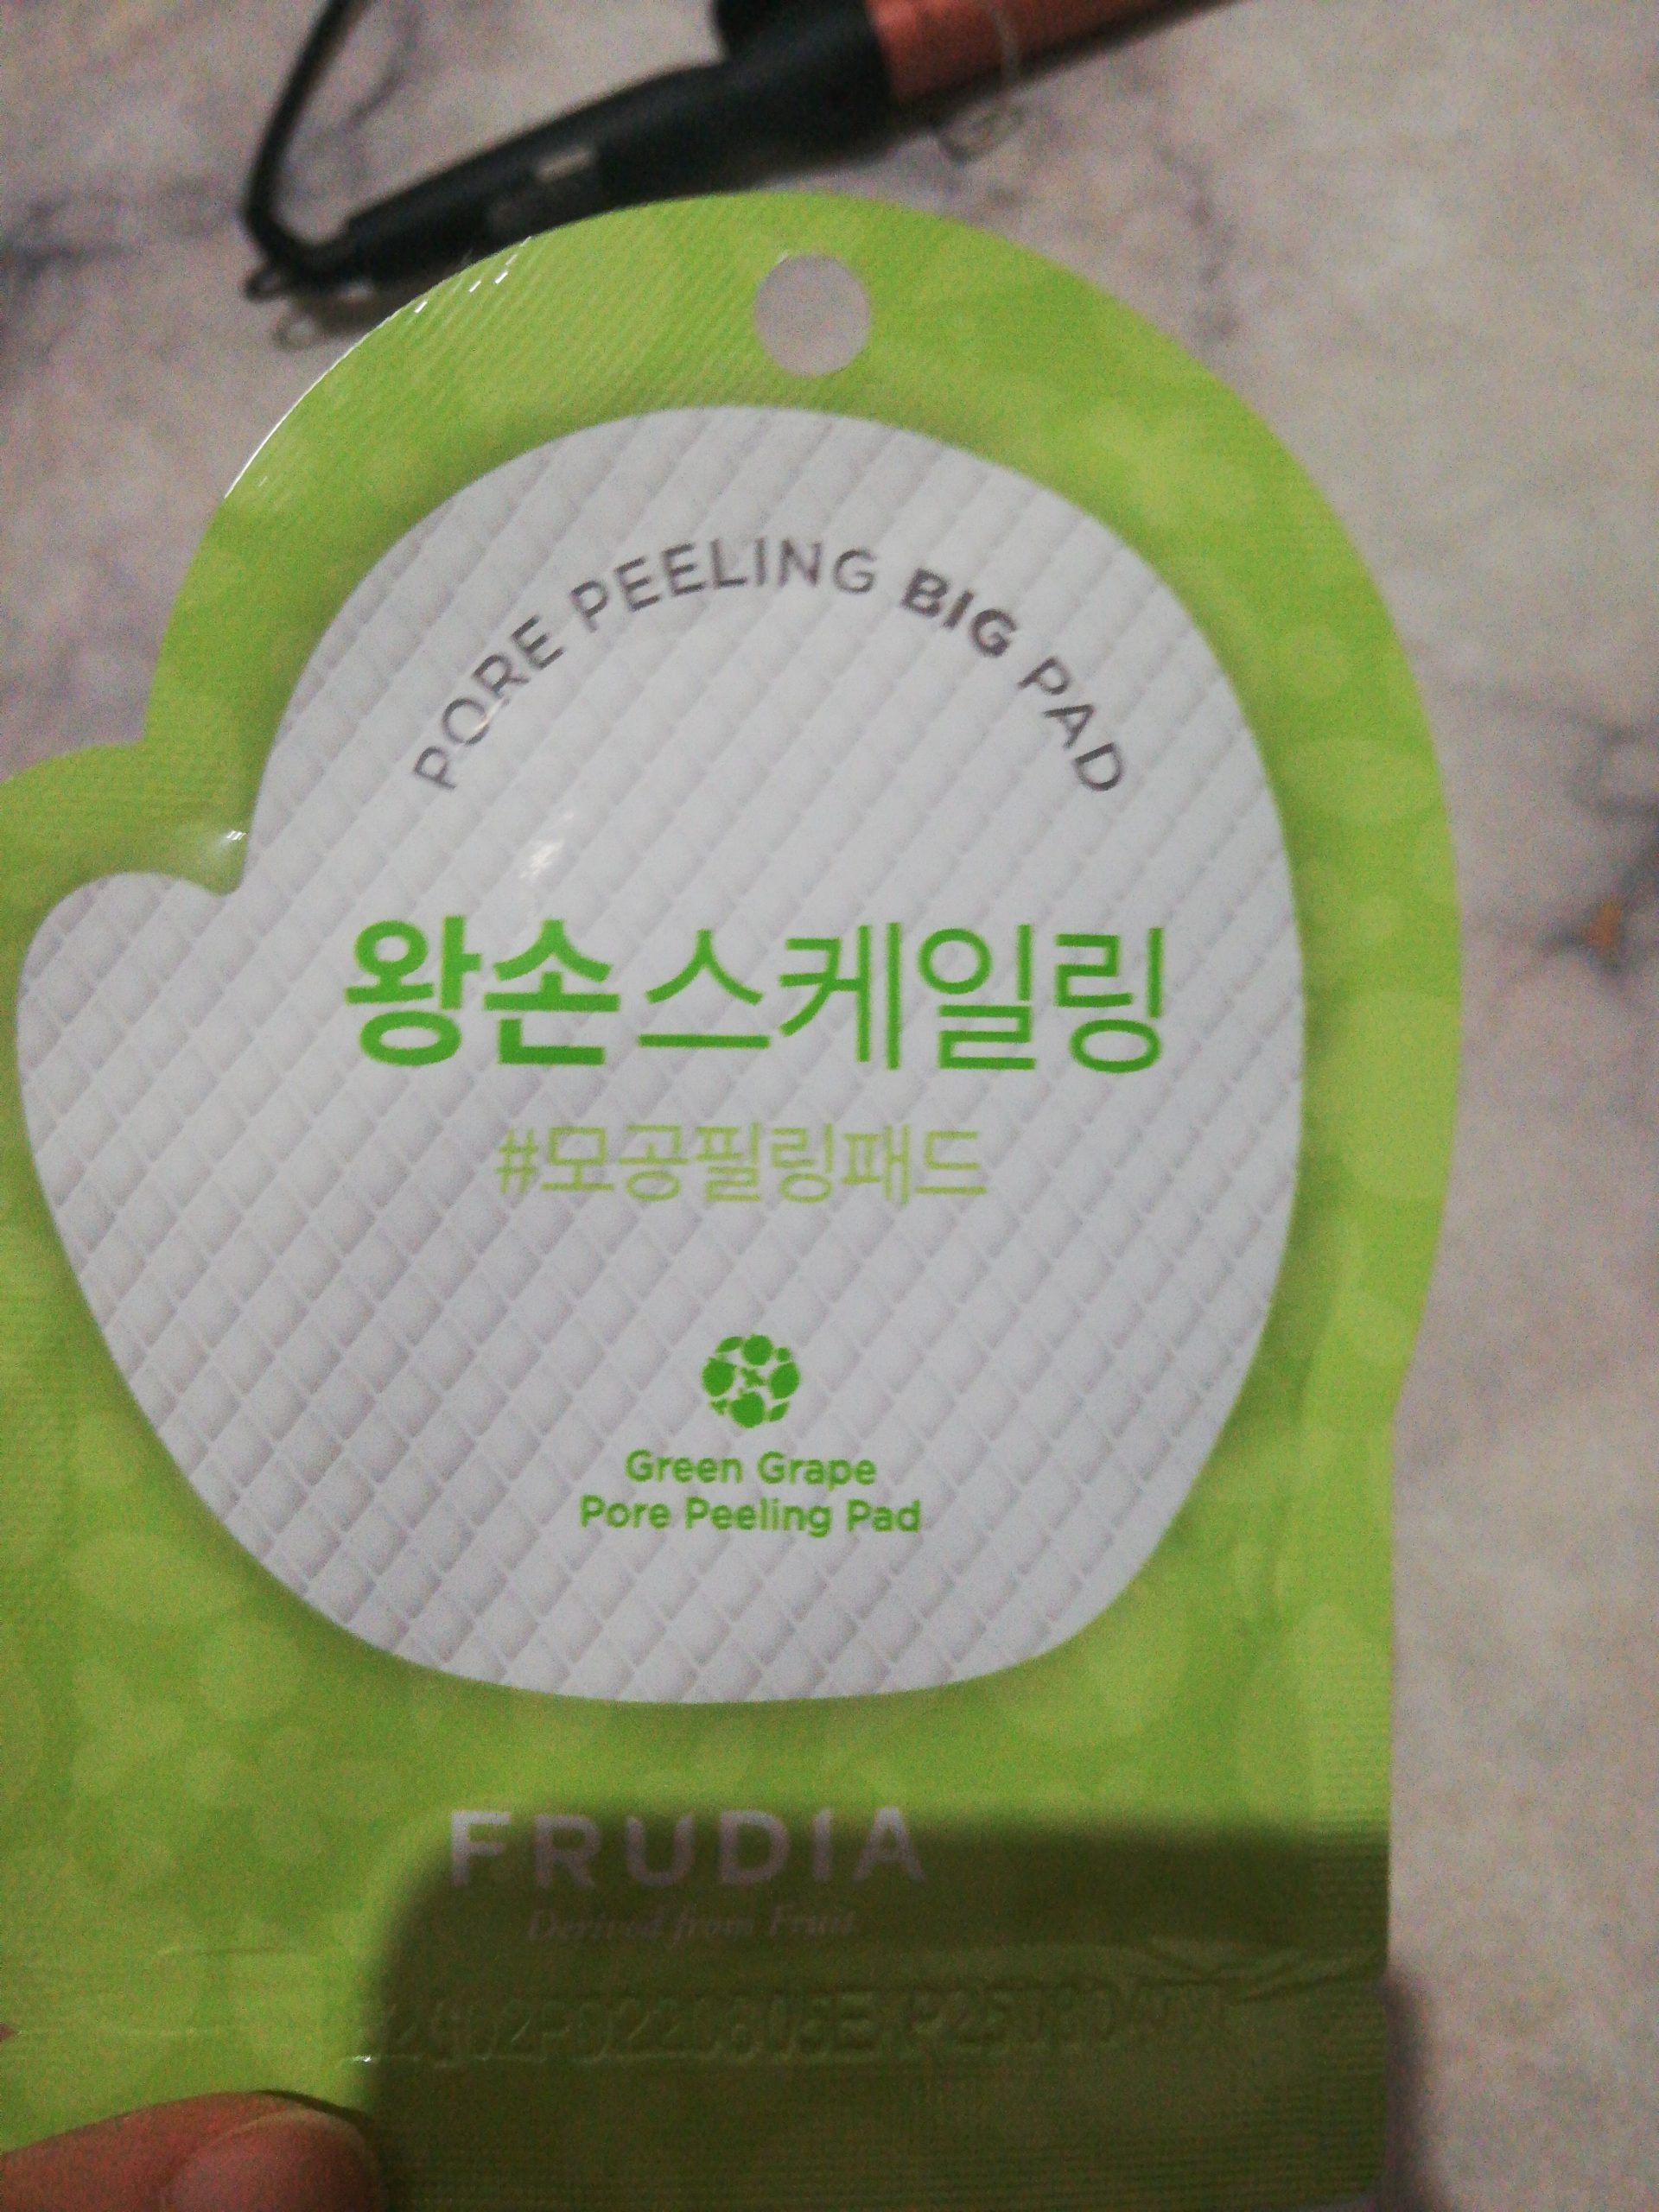 PORE PEELING BIG PAD
왕손스케일링
#모공필링패드
Green Grape
Pore Peeling Pad
FRUDIA
Derived from Fruit